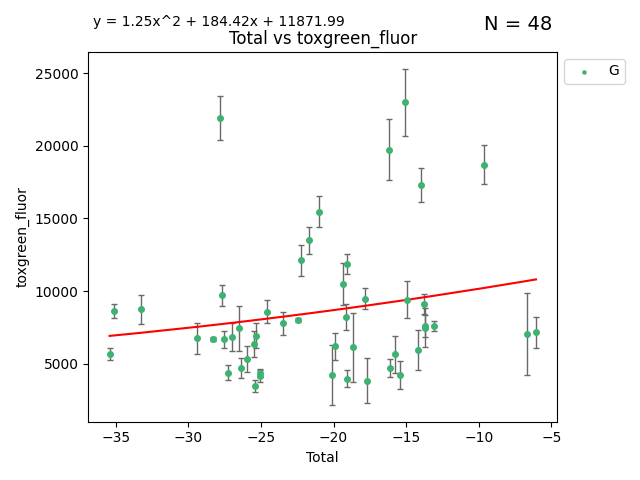 y = 1.25x^2 + 184.42x + 11871.99
N = 48
Total vs toxgreen_fluor
G
25000
20000
15000
10000
5000
toxgreen_fluor
−35 −30 −25 −20 −15 −10 −5
Total